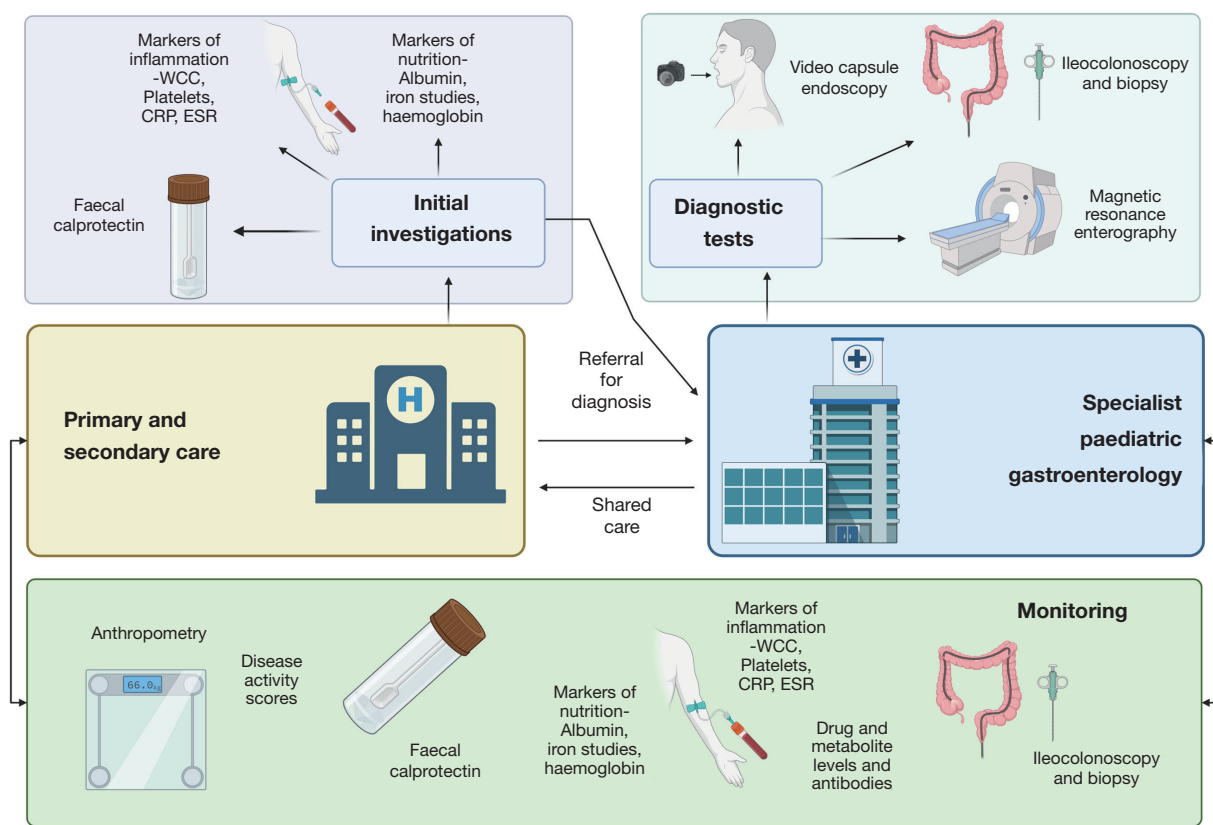 Markers of
inflammation
-WCC,
Platelets,
CRP, ESR
Markers of
nutrition-
Albumin,
iron studies,
haemoglobin
Faecal
calprotectin
Initial
investigations
Video capsule
endoscopy
Ileocolonoscopy
and biopsy
Diagnostic
tests
Magnetic
resonance
enterography
Primary and
secondary care
H
Referral
for
diagnosis
Shared
care
Specialist
paediatric
gastroenterology
Monitoring
Anthropometry
66.0kg
Disease
activity
scores
Faecal
calprotectin
Markers of
nutrition-
Albumin,
iron studies,
haemoglobin
Markers of
inflammation
-WCC,
Platelets,
CRP, ESR
Drug and
metabolite
levels and
antibodies
Ileocolonoscopy
and biopsy